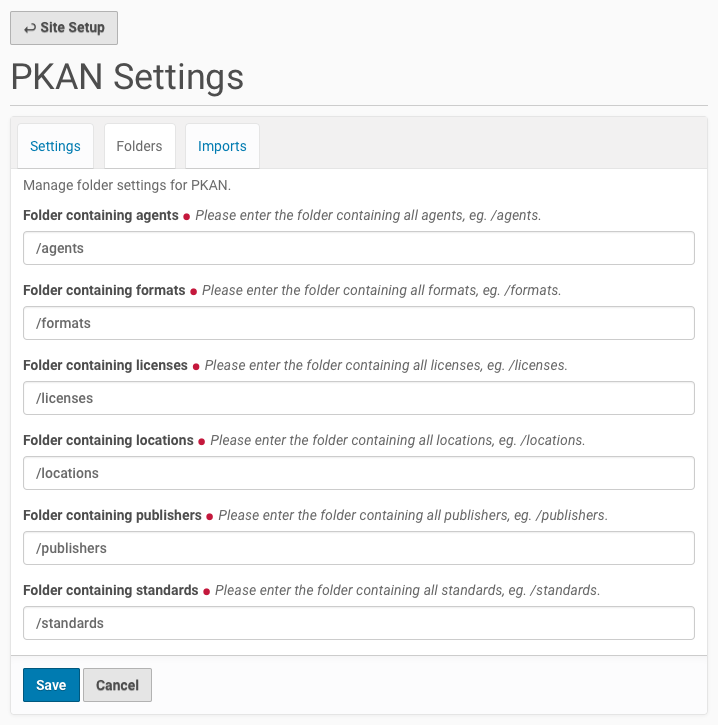 Site Setup
PKAN Settings
Settings Folders Imports
Manage folder settings for PKAN.
Folder containing agents Please enter the folder containing all agents, eg. /agents.
/agents
Folder containing formats Please enter the folder containing all formats, eg. /formats.
/formats
Folder containing licenses Please enter the folder containing all licenses, eg. /licenses.
/licenses
Folder containing locations Please enter the folder containing all locations, eg. /locations.
/locations
Folder containing publishers Please enter the folder containing all publishers, eg. /publishers.
/publishers
Folder containing standards Please enter the folder containing all standards, eg. /standards.
/standards
Save Cancel